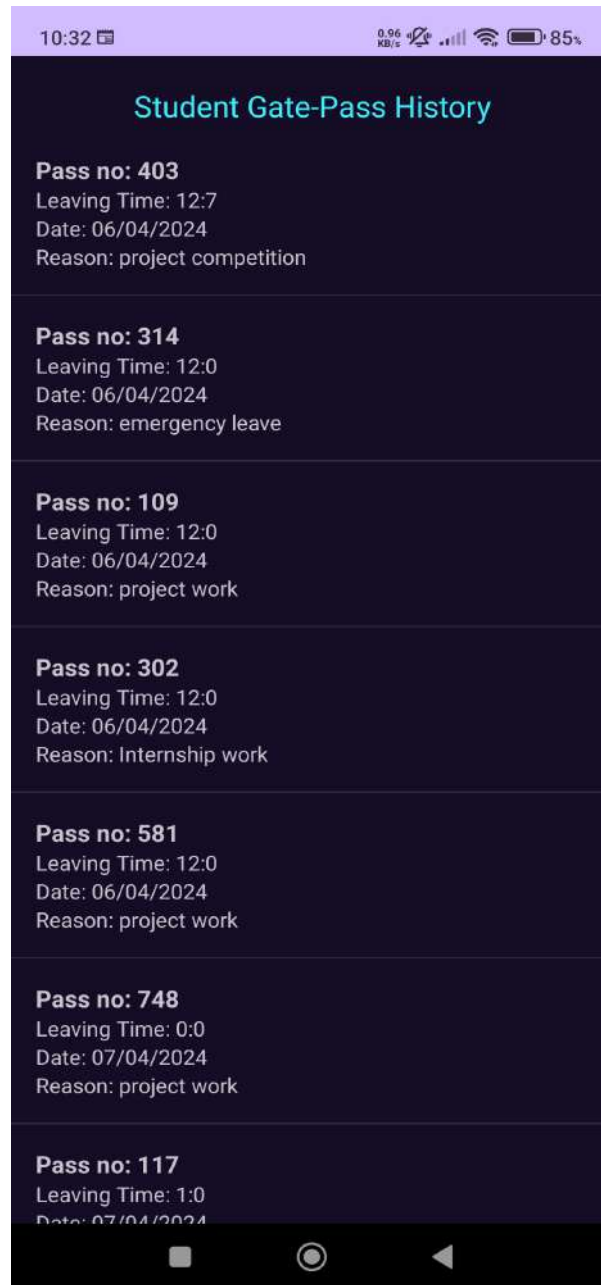 10:32
0.96
KB/s
85%
Student Gate-Pass History
Pass no: 403
Leaving Time: 12:7
Date: 06/04/2024
Reason: project competition
Pass no: 314
Leaving Time: 12:0
Date: 06/04/2024
Reason: emergency leave
Pass no: 109
Leaving Time: 12:0
Date: 06/04/2024
Reason: project work
Pass no: 302
Leaving Time: 12:0
Date: 06/04/2024
Reason: Internship work
Pass no: 581
Leaving Time: 12:0
Date: 06/04/2024
Reason: project work
Pass no: 748
Leaving Time: 0:0
Date: 07/04/2024
Reason: project work
Pass no: 117
Leaving Time: 1:0
Date: 07/04/2024